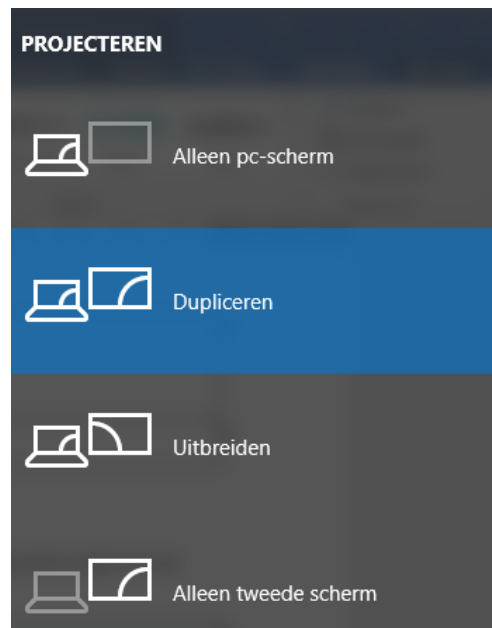 PROJECTEREN
Alleen pc-scherm
Dupliceren
Uitbreiden
Alleen tweede scherm